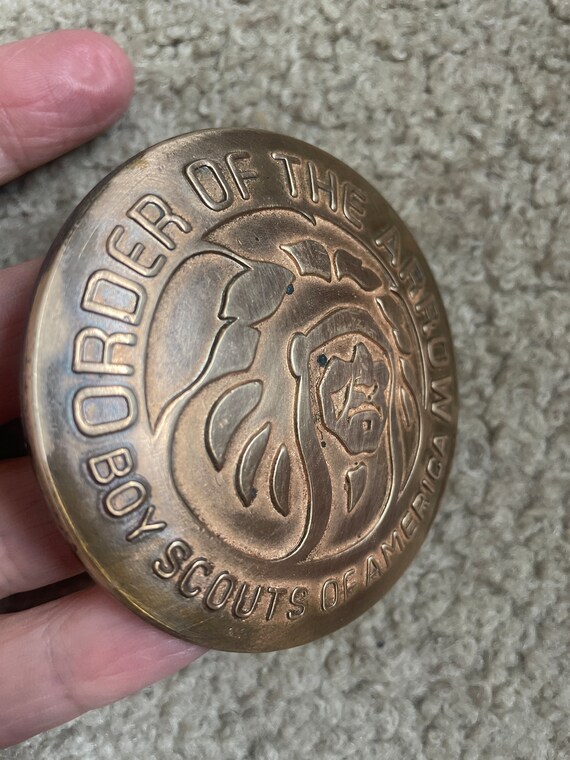 ORDER OF THE ARROW
BOY SCOUTS OF AMERICA